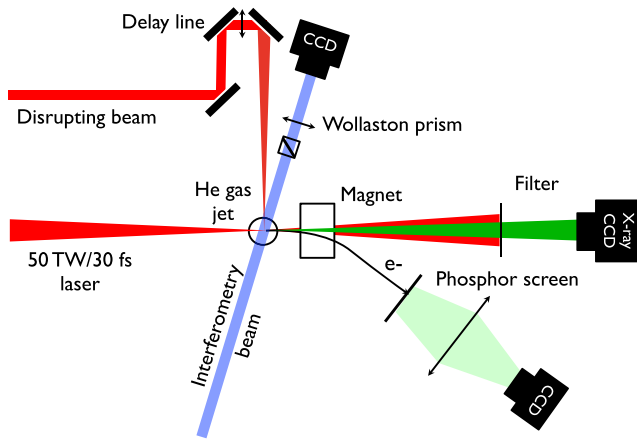 Delay line
CCD
Disrupting beam
Wollaston prism
He gas
jet
Magnet
Filter
X-ray
CCD
50 TW/30 fs
laser
e-
Phosphor screen
Interferometry
beam
CCD